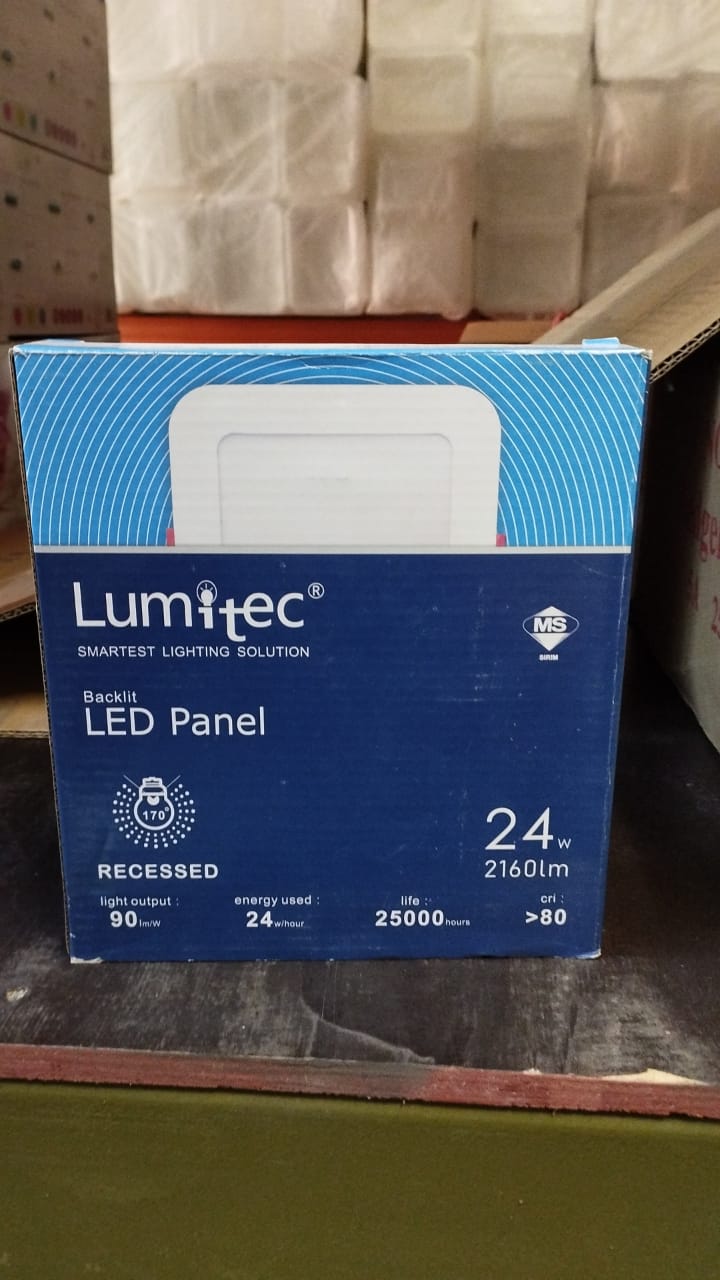 Lumitec®
SMARTEST LIGHTING SOLUTION
MS
SIRIM
Backlit
LED Panel
170°
RECESSED
24w
2160lm
light output :
90lm/W
energy used :
24w/hour
life :
25000hours
cri :
>80